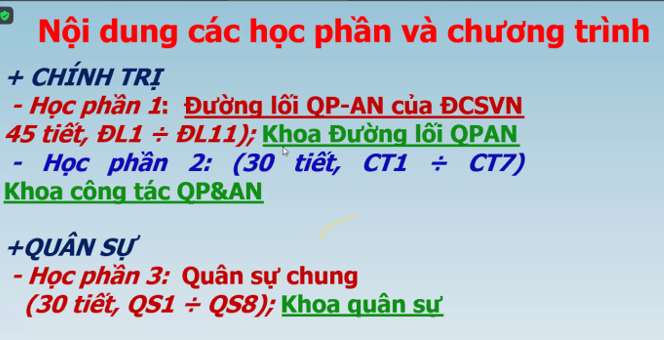 Nội dung các học phần và chương trình
+ CHÍNH TRỊ
- Học phần 1: Đường lối QP-AN của ĐCSVN
45 tiết, ĐL1 ÷ ĐL11); Khoa Đường lối QPAN
- Học phần 2: (30 tiết, CT1 ÷ CT7)
Khoa công tác QP&AN
+QUÂN SỰ
- Học phần 3: Quân sự chung
(30 tiết, QS1 ÷ QS8); Khoa quân sự